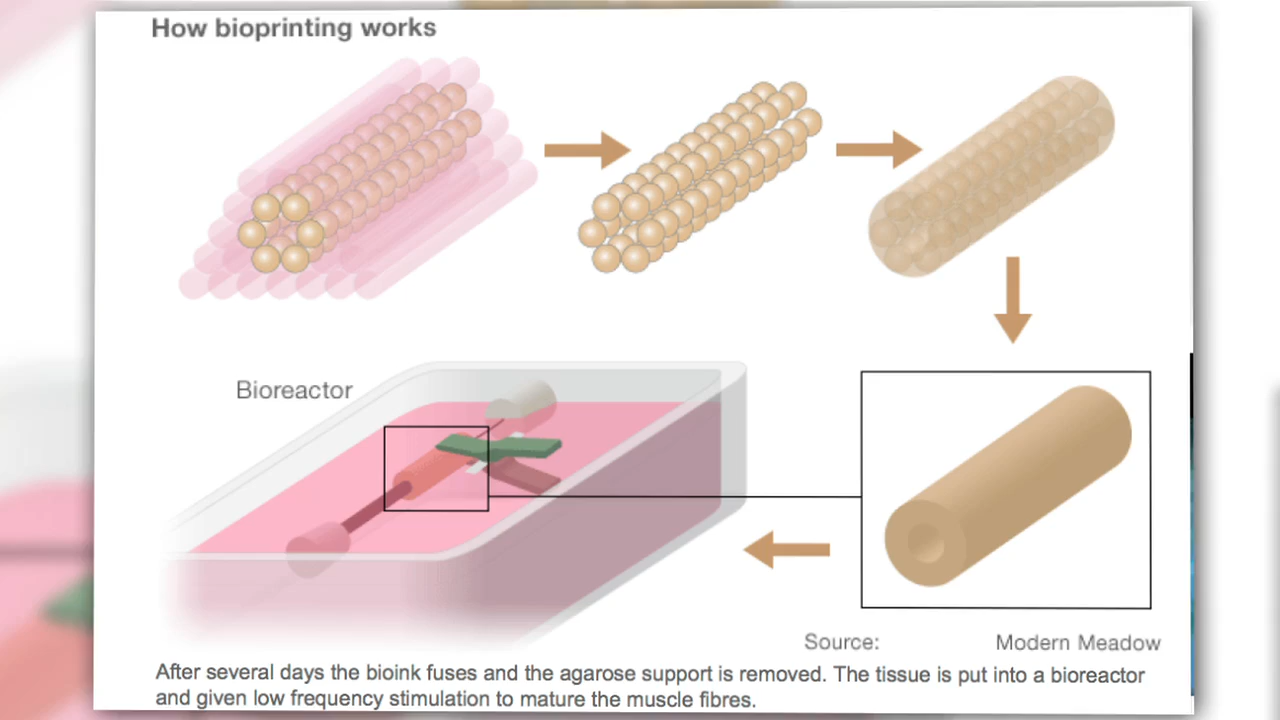 How bioprinting works
Bioreactor
Source: Modern Meadow
After several days the bioink fuses and the agarose support is removed. The tissue is put into a bioreactor
and given low frequency stimulation to mature the muscle fibres.